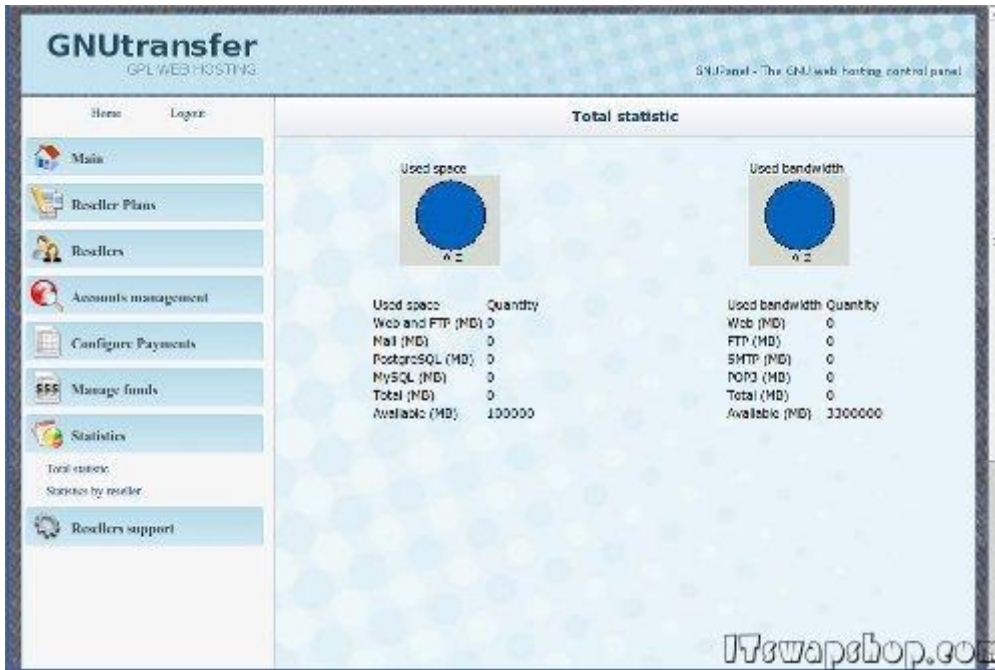 GNUtransfer
GPL WEB HOSTING
GNUPanel - The GNU web hosting control panel
Home Logout
Total statistic
Main
Reseller Plans
Resellers
Accounts management
Configure Payments
$$$ Manage funds
Statistics
Total statistic
Statistics by reseller
Resellers support
Used space
Used space Quantity
Web and FTP (MB) 0
Mail (MB) 0
PostgreSQL (MB) 0
MySQL (MB) 0
Total (MB) 0
Available (MB) 100000
Used bandwidth
Used bandwidth Quantity
Web (MB) 0
FTP (MB) 0
SMTP (MB) 0
POP3 (MB) 0
Total (MB) 0
Available (MB) 3300000
ITswapshop.com